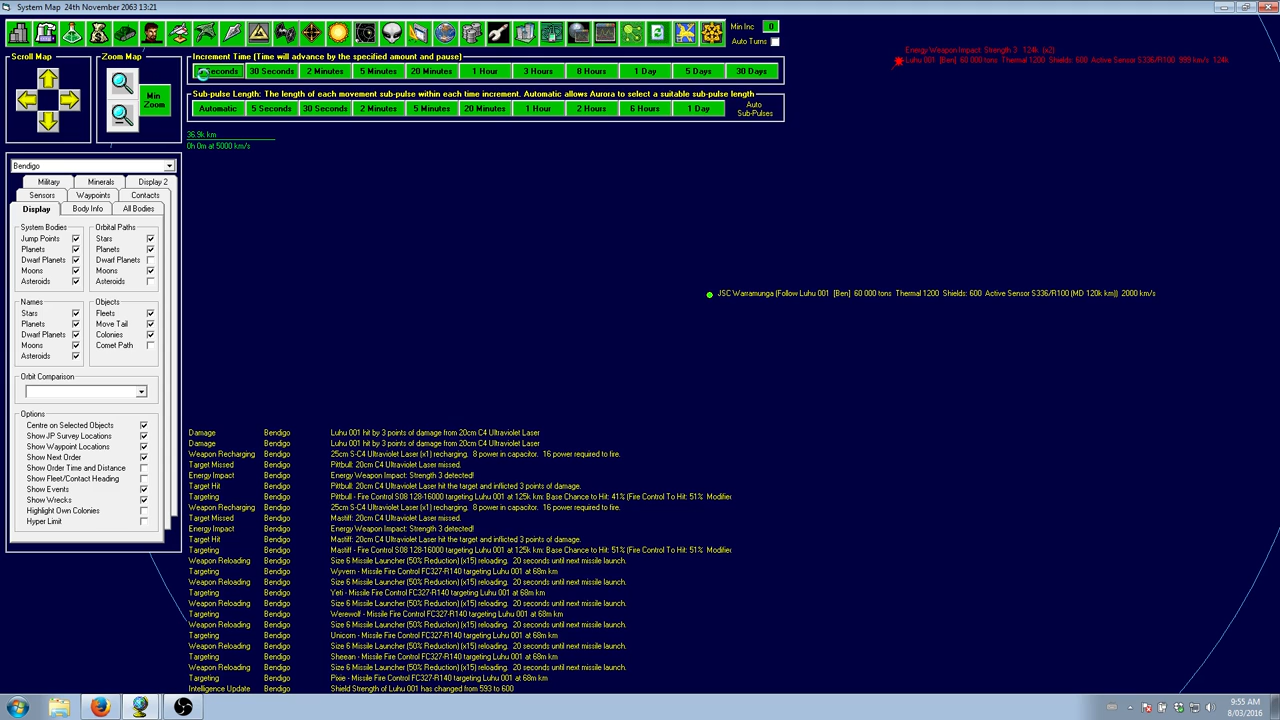 System Map  24th November 2063 13:21
Min Inc  0
Auto Turns
Scroll Map
Zoom Map
Min Zoom
Increment Time (Time will advance by the specified amount and pause)
30 Seconds  2 Minutes  5 Minutes  20 Minutes  1 Hour  3 Hours  8 Hours  1 Day  5 Days  30 Days
Sub-pulse Length: The length of each movement sub-pulse within each time increment. Automatic allows Aurora to select a suitable sub-pulse length
Automatic  5 Seconds  30 Seconds  2 Minutes  5 Minutes  20 Minutes  1 Hour  2 Hours  6 Hours  1 Day  Auto Sub-Pulses
Energy Weapon Impact  Strength 3  124k  (x2)
Luhu 001  [Ben]  60 000 tons  Thermal 1200  Shields: 600  Active Sensor S336/R100  999 km/s  124k
36.9k km
0h 0m at 5000 km/s
Bendigo
Military  Minerals  Display 2
Sensors  Waypoints  Contacts
Display  Body Info  All Bodies
System Bodies
Jump Points
Planets
Dwarf Planets
Moons
Asteroids
Orbital Paths
Stars
Planets
Dwarf Planets
Moons
Asteroids
Names
Stars
Planets
Dwarf Planets
Moons
Asteroids
Objects
Fleets
Move Tail
Colonies
Comet Path
Orbit Comparison
Options
Centre on Selected Objects
Show JP Survey Locations
Show Waypoint Locations
Show Next Order
Show Order Time and Distance
Show Fleet/Contact Heading
Show Events
Show Wrecks
Highlight Own Colonies
Hyper Limit
JSC Warramunga (Follow Luhu 001  [Ben]  60 000 tons  Thermal 1200  Shields: 600  Active Sensor S336/R100 (MD 120k km))  2000 km/s
Damage  Bendigo  Luhu 001 hit by 3 points of damage from 20cm C4 Ultraviolet Laser
Damage  Bendigo  Luhu 001 hit by 3 points of damage from 20cm C4 Ultraviolet Laser
Weapon Recharging  Bendigo  25cm S-C4 Ultraviolet Laser (x1) recharging.  8 power in capacitor.  16 power required to fire.
Target Missed  Bendigo  Pittbull: 20cm C4 Ultraviolet Laser missed.
Energy Impact  Bendigo  Energy Weapon Impact: Strength 3 detected!
Target Hit  Bendigo  Pittbull: 20cm C4 Ultraviolet Laser hit the target and inflicted 3 points of damage.
Targeting  Bendigo  Pittbull - Fire Control S08 128-16000 targeting Luhu 001 at 125k km: Base Chance to Hit: 41% (Fire Control To Hit: 51%  Modifie
Weapon Recharging  Bendigo  25cm S-C4 Ultraviolet Laser (x1) recharging.  8 power in capacitor.  16 power required to fire.
Target Missed  Bendigo  Mastiff: 20cm C4 Ultraviolet Laser missed.
Energy Impact  Bendigo  Energy Weapon Impact: Strength 3 detected!
Target Hit  Bendigo  Mastiff: 20cm C4 Ultraviolet Laser hit the target and inflicted 3 points of damage.
Targeting  Bendigo  Mastiff - Fire Control S08 128-16000 targeting Luhu 001 at 125k km: Base Chance to Hit: 51% (Fire Control To Hit: 51%  Modifie
Weapon Reloading  Bendigo  Size 6 Missile Launcher (50% Reduction) (x15) reloading.  20 seconds until next missile launch.
Targeting  Bendigo  Wyvern - Missile Fire Control FC327-R140 targeting Luhu 001 at 68m km
Weapon Reloading  Bendigo  Size 6 Missile Launcher (50% Reduction) (x15) reloading.  20 seconds until next missile launch.
Targeting  Bendigo  Yeti - Missile Fire Control FC327-R140 targeting Luhu 001 at 68m km
Weapon Reloading  Bendigo  Size 6 Missile Launcher (50% Reduction) (x15) reloading.  20 seconds until next missile launch.
Targeting  Bendigo  Werewolf - Missile Fire Control FC327-R140 targeting Luhu 001 at 68m km
Weapon Reloading  Bendigo  Size 6 Missile Launcher (50% Reduction) (x15) reloading.  20 seconds until next missile launch.
Targeting  Bendigo  Unicorn - Missile Fire Control FC327-R140 targeting Luhu 001 at 68m km
Weapon Reloading  Bendigo  Size 6 Missile Launcher (50% Reduction) (x15) reloading.  20 seconds until next missile launch.
Targeting  Bendigo  Sheean - Missile Fire Control FC327-R140 targeting Luhu 001 at 68m km
Weapon Reloading  Bendigo  Size 6 Missile Launcher (50% Reduction) (x15) reloading.  20 seconds until next missile launch.
Targeting  Bendigo  Pixie - Missile Fire Control FC327-R140 targeting Luhu 001 at 68m km
Intelligence Update  Bendigo  Shield Strength of Luhu 001 has changed from 593 to 600
9:55 AM
8/03/2016